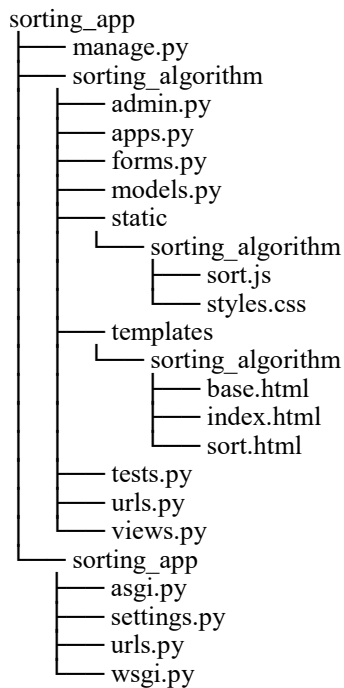 sorting_app
manage.py
sorting_algorithm
admin.py
apps.py
forms.py
models.py
static
sorting_algorithm
sort.js
styles.css
templates
sorting_algorithm
base.html
index.html
sort.html
tests.py
urls.py
views.py
sorting_app
asgi.py
settings.py
urls.py
wsgi.py